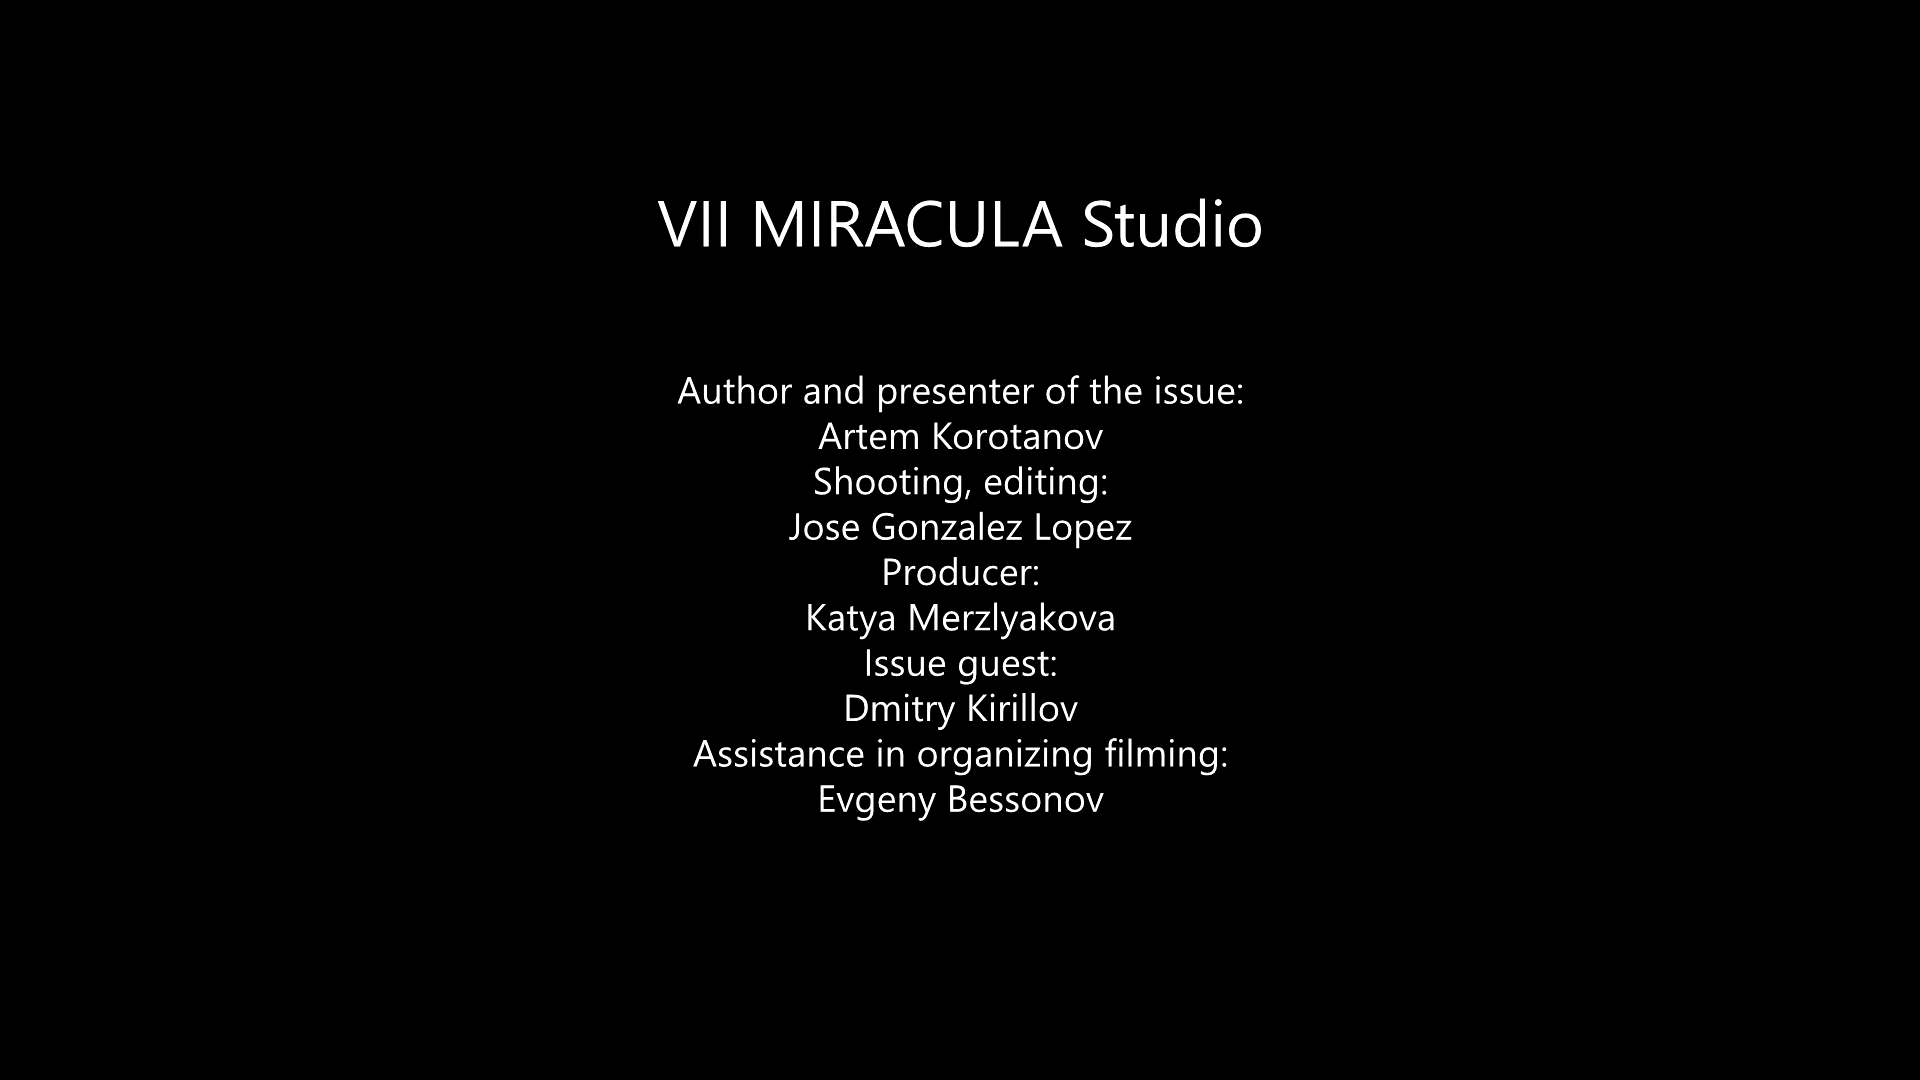 VII MIRACULA Studio
Author and presenter of the issue:
Artem Korotanov
Shooting, editing:
Jose Gonzalez Lopez
Producer:
Katya Merzlyakova
Issue guest:
Dmitry Kirillov
Assistance in organizing filming:
Evgeny Bessonov